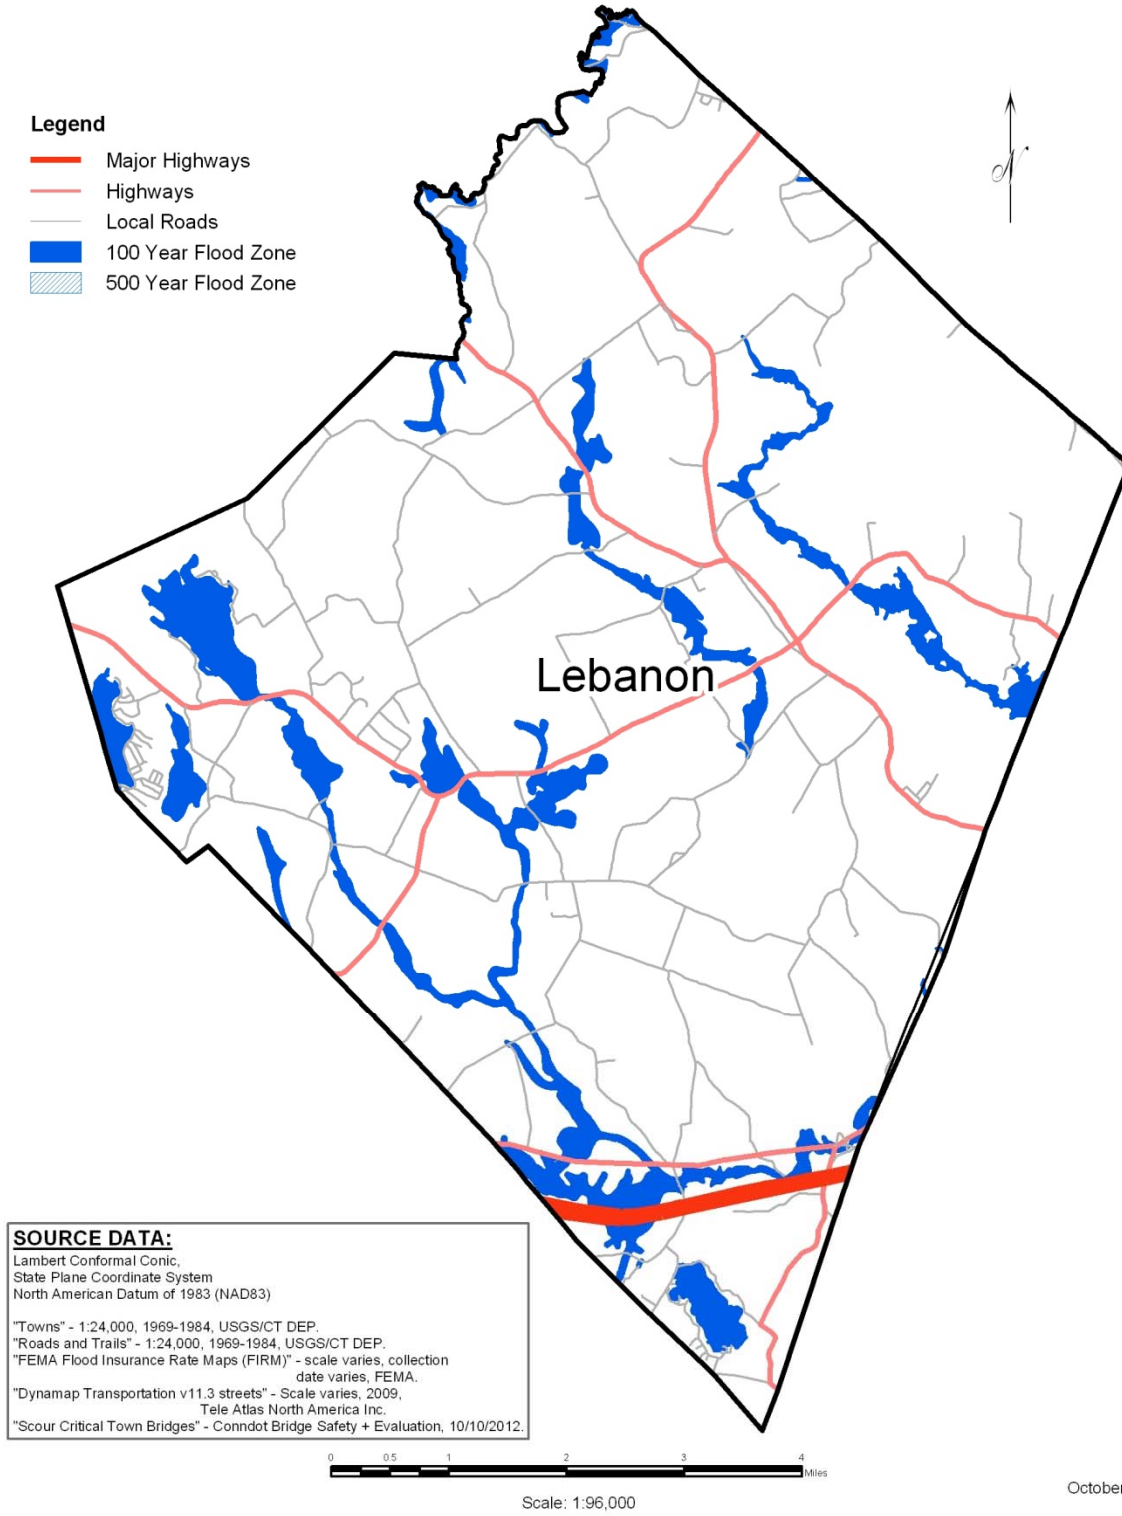 Legend
Major Highways
Highways
Local Roads
100 Year Flood Zone
500 Year Flood Zone
N
Lebanon
SOURCE DATA:
Lambert Conformal Conic,
State Plane Coordinate System
North American Datum of 1983 (NAD83)
"Towns" - 1:24,000, 1969-1984, USGS/CT DEP.
"Roads and Trails" - 1:24,000, 1969-1984, USGS/CT DEP.
"FEMA Flood Insurance Rate Maps (FIRM)" - scale varies, collection
date varies, FEMA.
"Dynamap Transportation v11.3 streets" - Scale varies, 2009,
Tele Atlas North America Inc.
"Scour Critical Town Bridges" - Conndot Bridge Safety + Evaluation, 10/10/2012.
0 0.5 1 2 3 4
Miles
Scale: 1:96,000
October